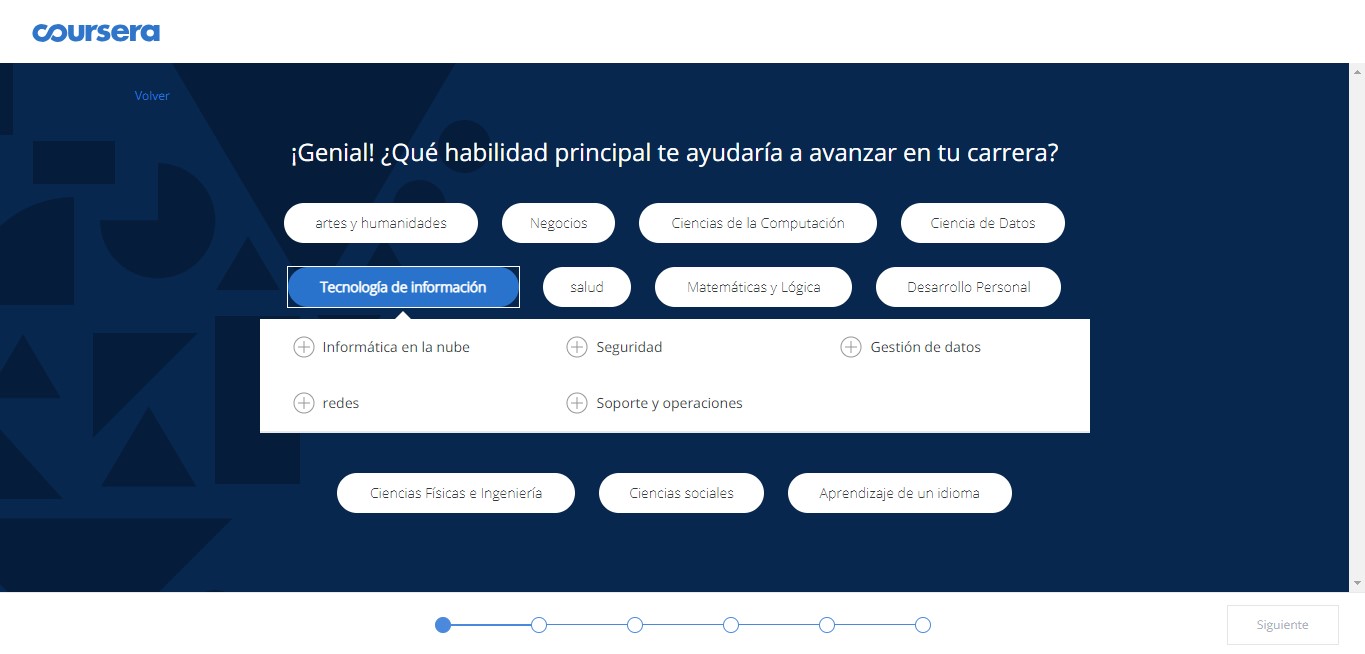 coursera
Volver
¡Genial! ¿Qué habilidad principal te ayudaría a avanzar en tu carrera?
artes y humanidades Negocios Ciencias de la Computación Ciencia de Datos
Tecnología de información salud Matemáticas y Lógica Desarrollo Personal
Informática en la nube Seguridad Gestión de datos
redes Soporte y operaciones
Ciencias Físicas e Ingeniería Ciencias sociales Aprendizaje de un idioma
Siguiente